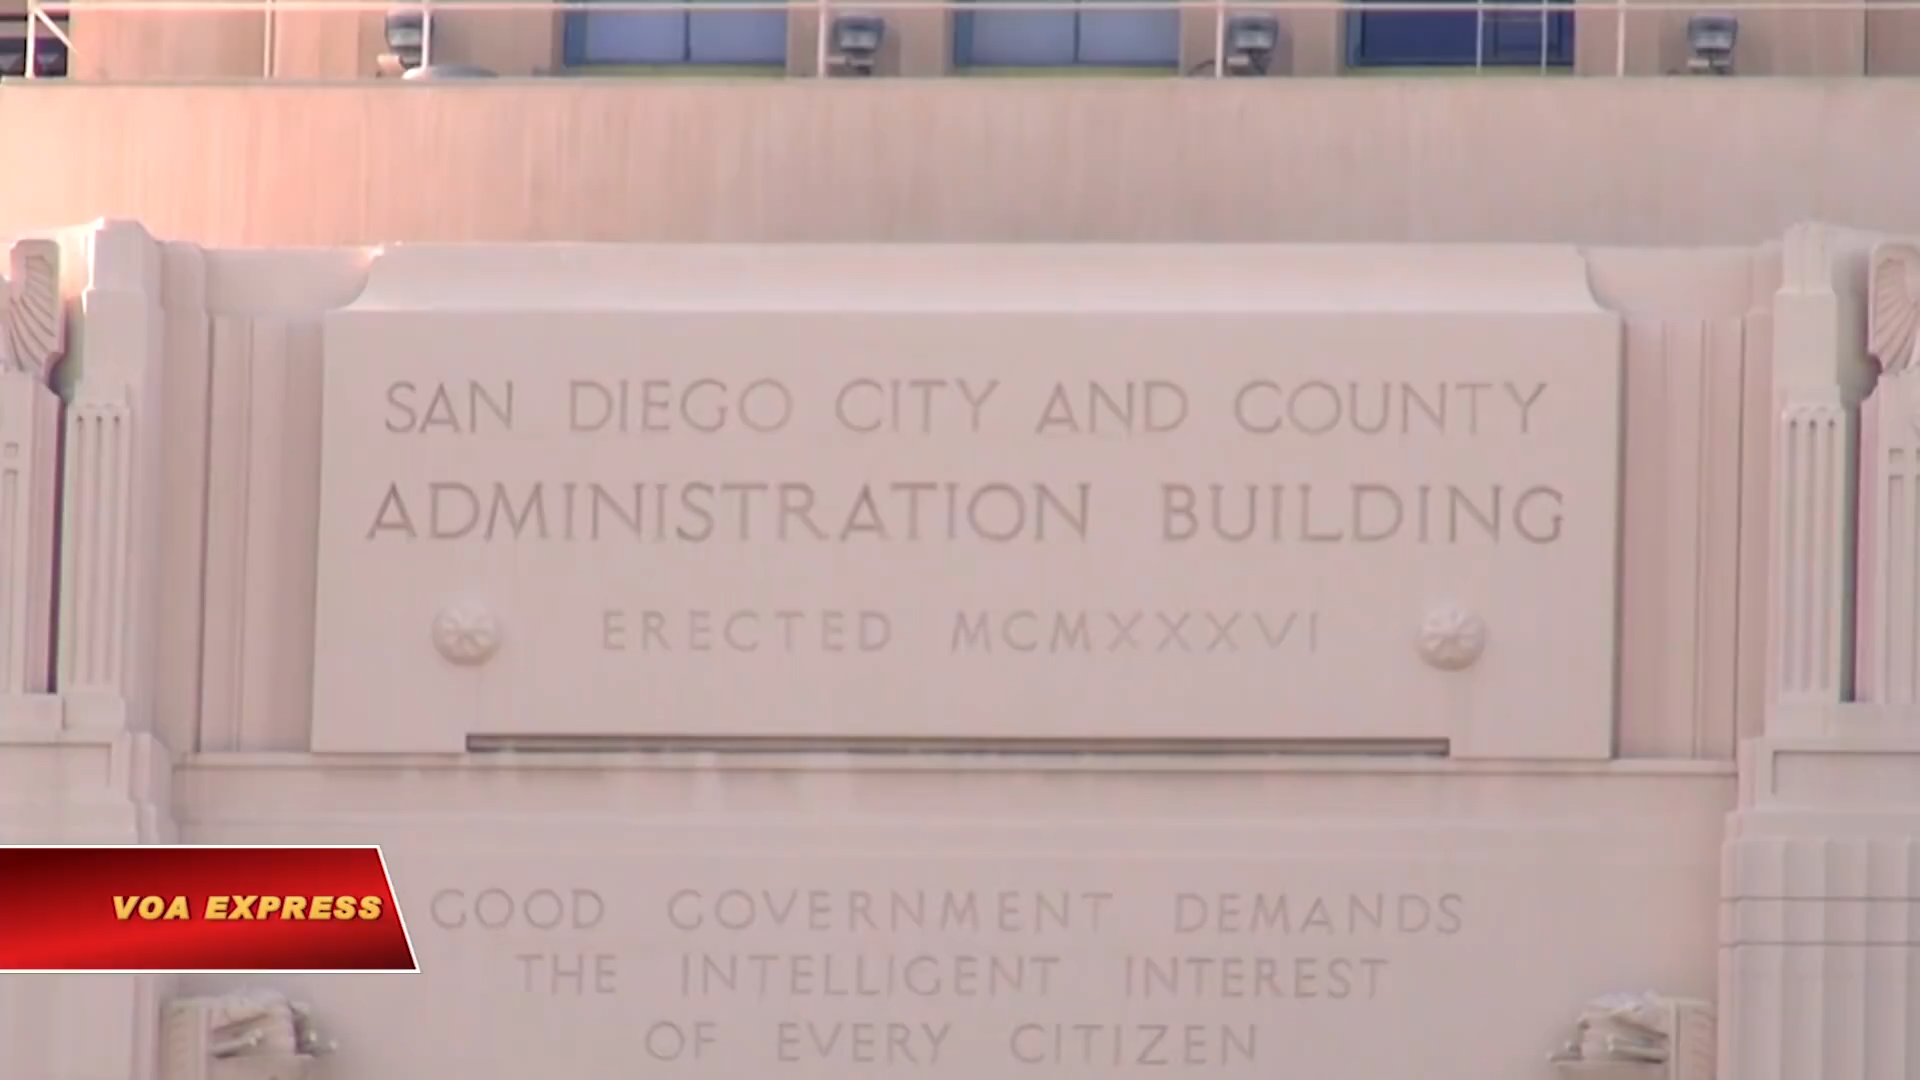 SAN DIEGO CITY AND COUNTY
ADMINISTRATION BUILDING
ERECTED MCMXXXVI
VOA EXPRESS
GOOD GOVERNMENT DEMANDS
THE INTELLIGENT INTEREST
OF EVERY CITIZEN